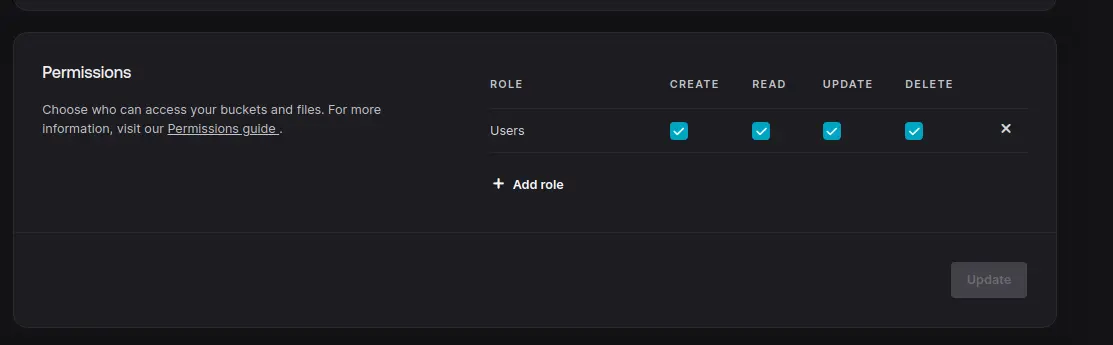 Permissions
Choose who can access your buckets and files. For more
information, visit our Permissions guide .
ROLE CREATE READ UPDATE DELETE
Users
Add role
Update